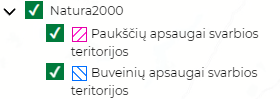 Natura2000
Paukščių apsaugai svarbios
teritorijos
Buveinių apsaugai svarbios
teritorijos